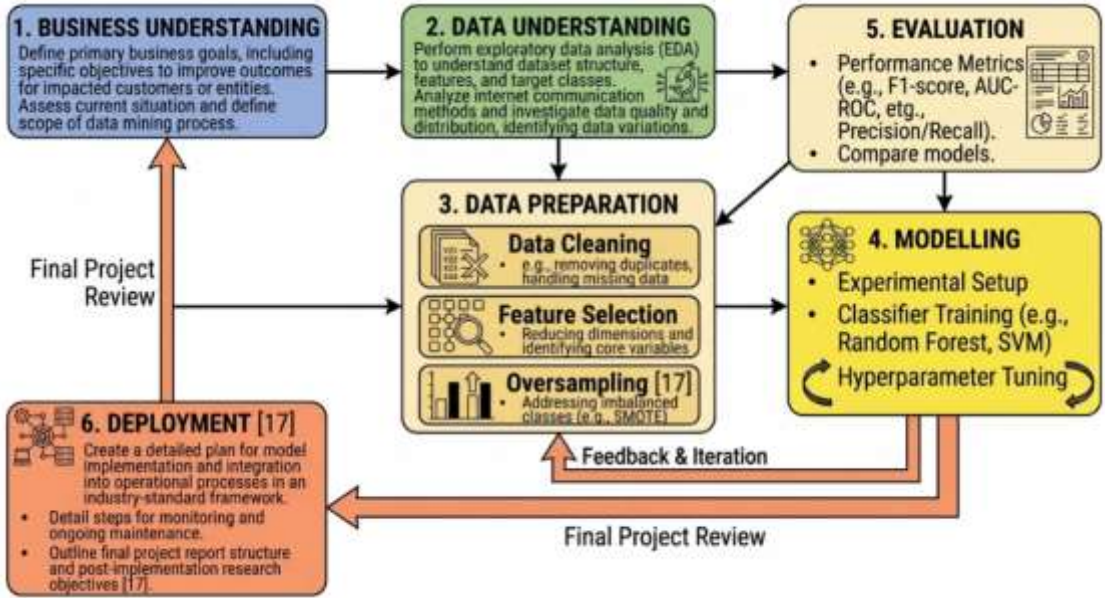 1. BUSINESS UNDERSTANDING
Define primary business goals, including
specific objectives to improve outcomes
for impacted customers or entities.
Assess current situation and define
scope of data mining process.
2. DATA UNDERSTANDING
Perform exploratory data analysis (EDA)
to understand dataset structure,
features, and target classes.
Analyze internet communication
methods and investigate data quality and
distribution, identifying data variations.
5. EVALUATION
• Performance Metrics
(e.g., F1-score, AUC-
ROC, etg.,
Precision/Recall).
• Compare models.
3. DATA PREPARATION
Data Cleaning
• e.g., removing duplicates,
handling missing data
Feature Selection
• Reducing dimensions and
identifying core variables
Oversampling [17]
• Addressing imbalanced
classes (e.g., SMOTE)
4. MODELLING
• Experimental Setup
• Classifier Training (e.g.,
Random Forest, SVM)
Hyperparameter Tuning
Final Project
Review
Feedback & Iteration
Final Project Review
6. DEPLOYMENT [17]
Create a detailed plan for model
implementation and integration
into operational processes in an
industry-standard framework.
• Detail steps for monitoring and
ongoing maintenance.
• Outline final project report structure
and post-implementation research
objectives [17].